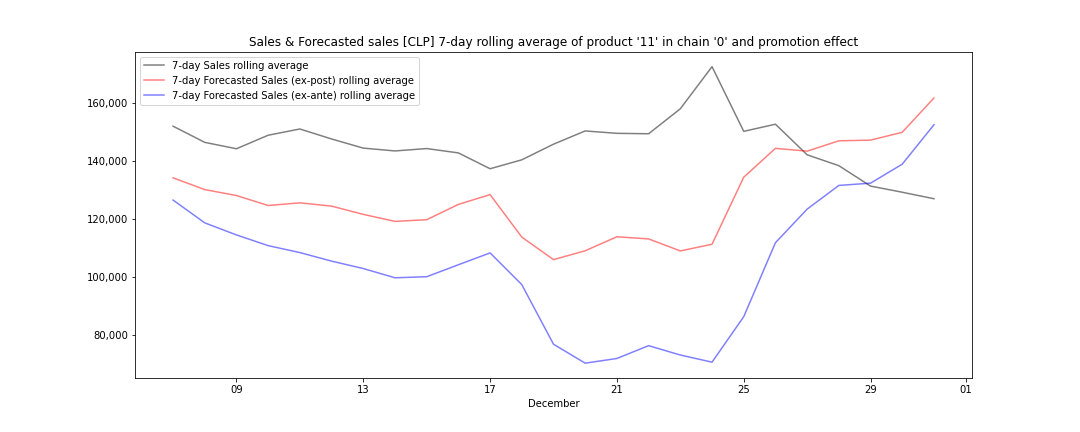 Sales & Forecasted sales [CLP] 7-day rolling average of product '11' in chain '0' and promotion effect
7-day Sales rolling average
7-day Forecasted Sales (ex-post) rolling average
7-day Forecasted Sales (ex-ante) rolling average
160,000
140,000
120,000
100,000
80,000
09 13 17 21 25 29 01
December